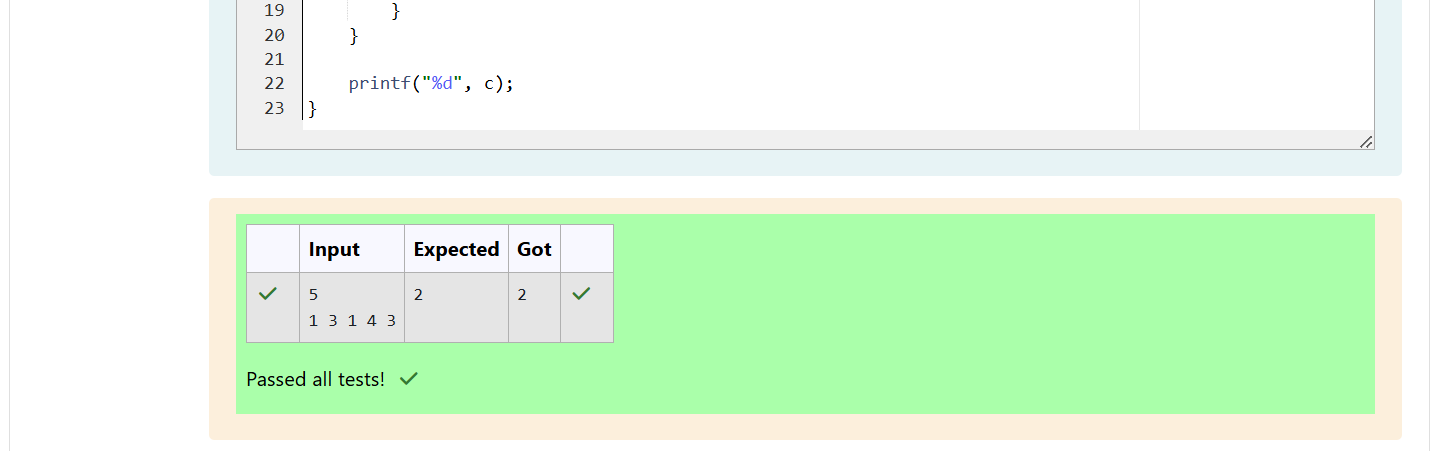 19 }
20 }
21
22 printf("%d", c);
23 }
Input Expected Got
5 2 2
1 3 1 4 3
Passed all tests!